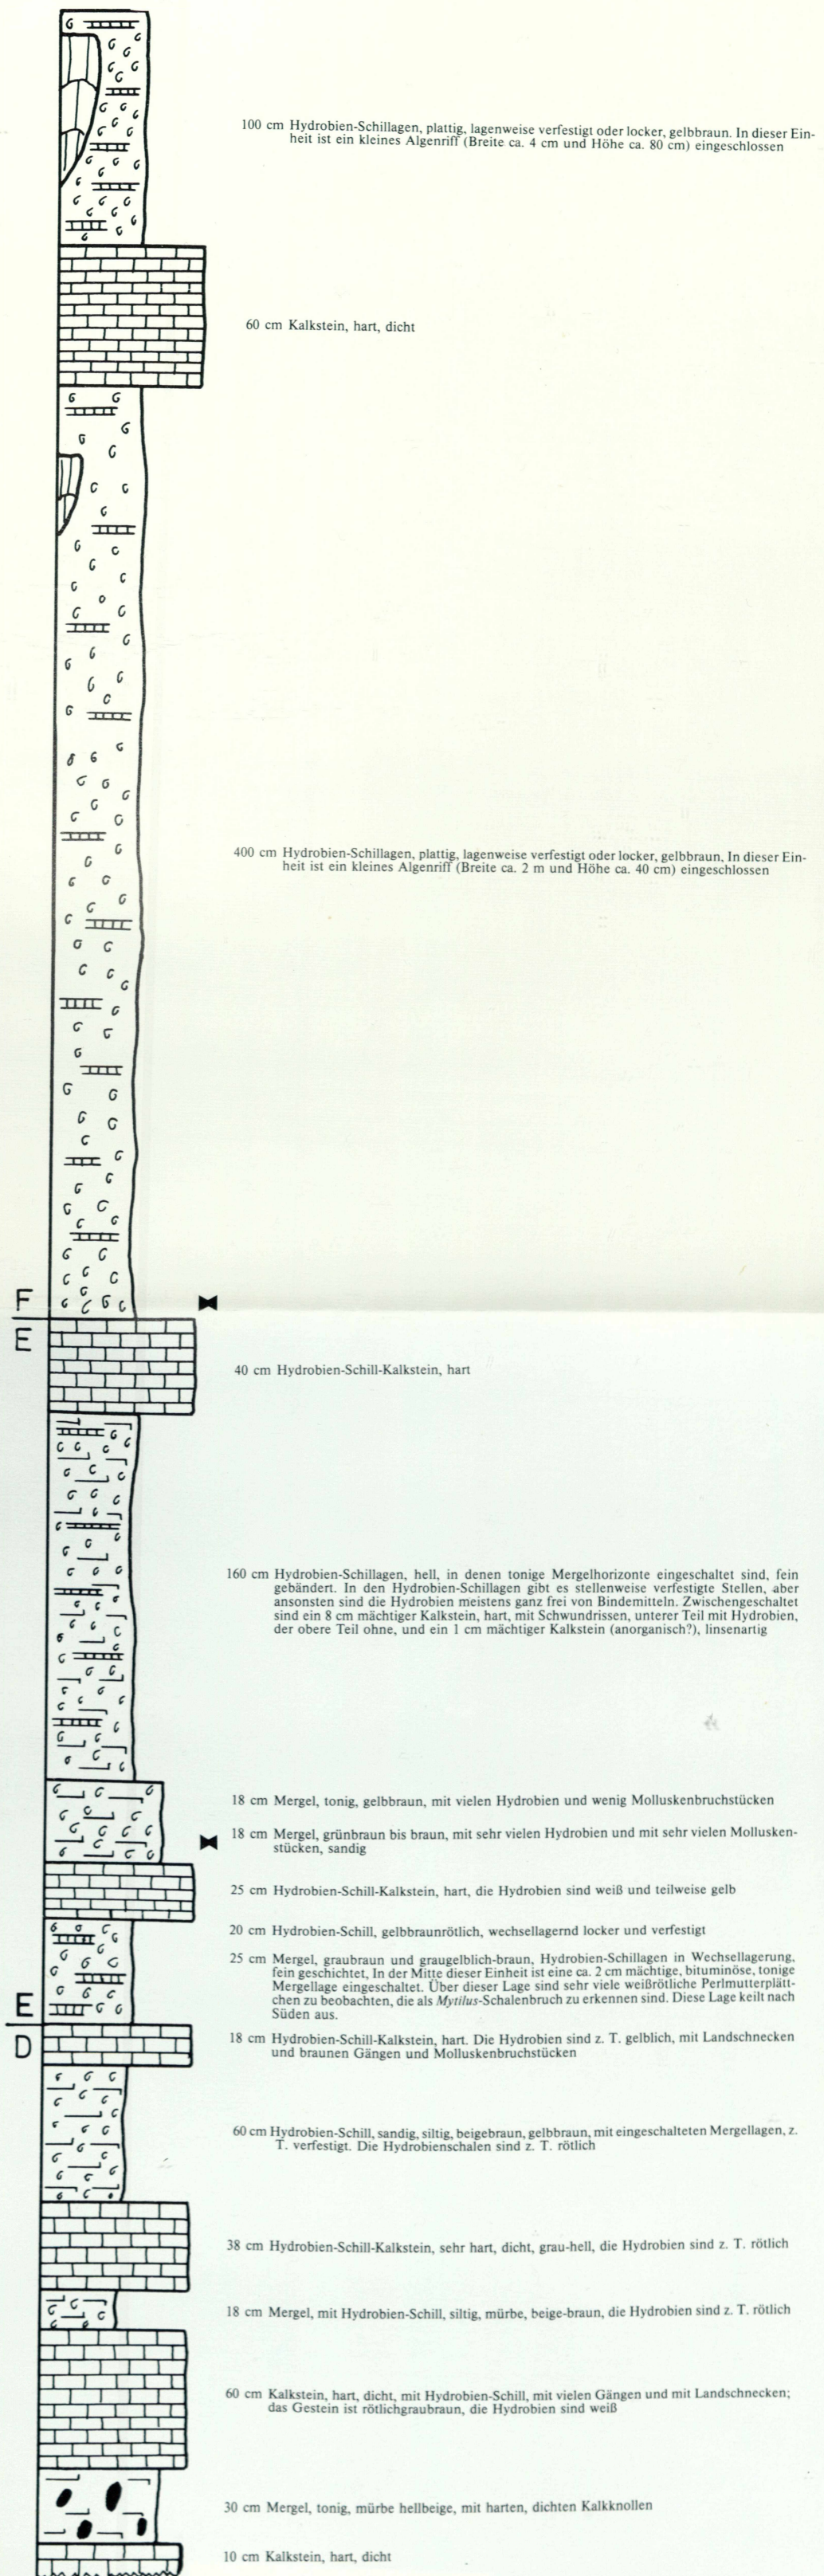 100 cm Hydrobien-Schillagen, plattig, lagenweise verfestigt oder locker, gelbbraun. In dieser Ein-
heit ist ein kleines Algenriff (Breite ca. 4 cm und Höhe ca. 80 cm) eingeschlossen
60 cm Kalkstein, hart, dicht
400 cm Hydrobien-Schillagen, plattig, lagenweise verfestigt oder locker, gelbbraun, In dieser Ein-
heit ist ein kleines Algenriff (Breite ca. 2 m und Höhe ca. 40 cm) eingeschlossen
F
E
40 cm Hydrobien-Schill-Kalkstein, hart
160 cm Hydrobien-Schillagen, hell, in denen tonige Mergelhorizonte eingeschaltet sind, fein
gebändert. In den Hydrobien-Schillagen gibt es stellenweise verfestigte Stellen, aber
ansonsten sind die Hydrobien meistens ganz frei von Bindemitteln. Zwischengeschaltet
sind ein 8 cm mächtiger Kalkstein, hart, mit Schwundrissen, unterer Teil mit Hydrobien,
der obere Teil ohne, und ein 1 cm mächtiger Kalkstein (anorganisch?), linsenartig
18 cm Mergel, tonig, gelbbraun, mit vielen Hydrobien und wenig Molluskenbruchstücken
18 cm Mergel, grünbraun bis braun, mit sehr vielen Hydrobien und mit sehr vielen Mollusken-
stücken, sandig
25 cm Hydrobien-Schill-Kalkstein, hart, die Hydrobien sind weiß und teilweise gelb
20 cm Hydrobien-Schill, gelbbraunrötlich, wechsellagernd locker und verfestigt
25 cm Mergel, graubraun und graugelblich-braun, Hydrobien-Schillagen in Wechsellagerung,
fein geschichtet, In der Mitte dieser Einheit ist eine ca. 2 cm mächtige, bituminöse, tonige
Mergellage eingeschaltet. Über dieser Lage sind sehr viele weißrötliche Perlmutterplätt-
chen zu beobachten, die als Mytilus-Schalenbruch zu erkennen sind. Diese Lage keilt nach
Süden aus.
E
D
18 cm Hydrobien-Schill-Kalkstein, hart. Die Hydrobien sind z. T. gelblich, mit Landschnecken
und braunen Gängen und Molluskenbruchstücken
60 cm Hydrobien-Schill, sandig, siltig, beigebraun, gelbbraun, mit eingeschalteten Mergellagen, z.
T. verfestigt. Die Hydrobienschalen sind z. T. rötlich
38 cm Hydrobien-Schill-Kalkstein, sehr hart, dicht, grau-hell, die Hydrobien sind z. T. rötlich
18 cm Mergel, mit Hydrobien-Schill, siltig, mürbe, beige-braun, die Hydrobien sind z. T. rötlich
60 cm Kalkstein, hart, dicht, mit Hydrobien-Schill, mit vielen Gängen und mit Landschnecken;
das Gestein ist rötlichgraubraun, die Hydrobien sind weiß
30 cm Mergel, tonig, mürbe hellbeige, mit harten, dichten Kalkknollen
10 cm Kalkstein, hart, dicht